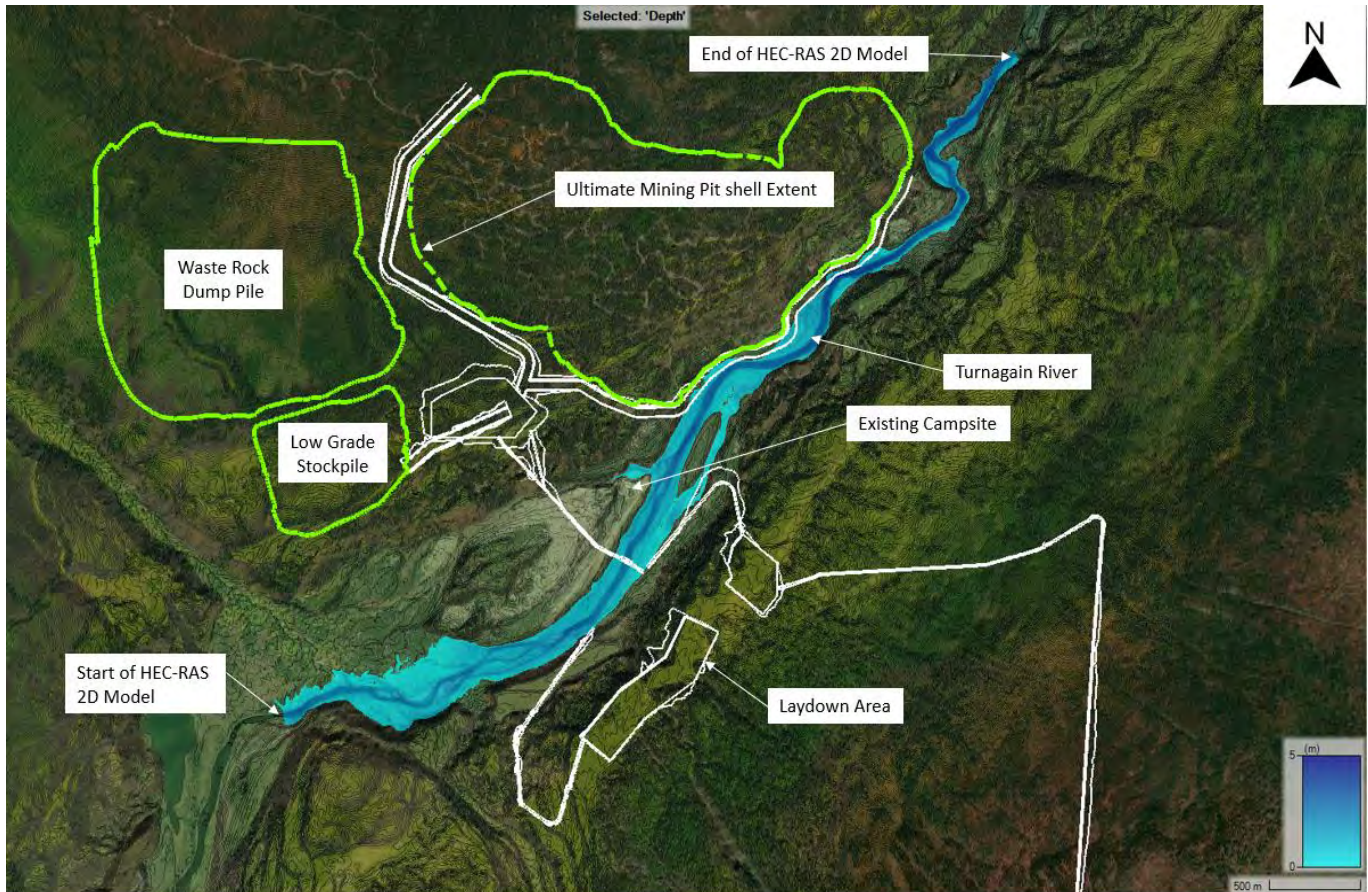 Selected: 'Depth'
End of HEC-RAS 2D Model
N
Ultimate Mining Pit shell Extent
Waste Rock
Dump Pile
Turnagain River
Existing Campsite
Low Grade
Stockpile
Start of HEC-RAS
2D Model
Laydown Area
5 (m)
0
500 m